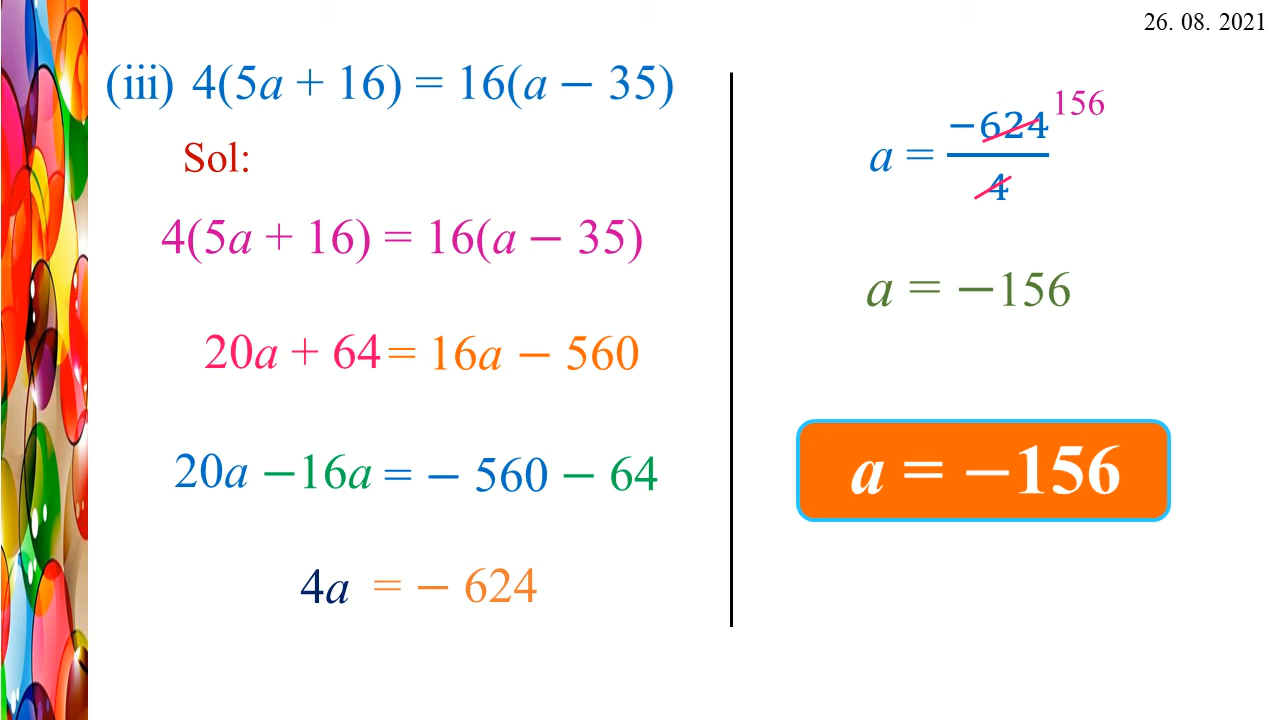 26. 08. 2021
(iii) 4(5a + 16) = 16(a − 35)
Sol:
4(5a + 16) = 16(a − 35)
20a + 64 = 16a − 560
20a −16a = − 560 − 64
4a = − 624
156
a = −624/4
a = −156
a = −156